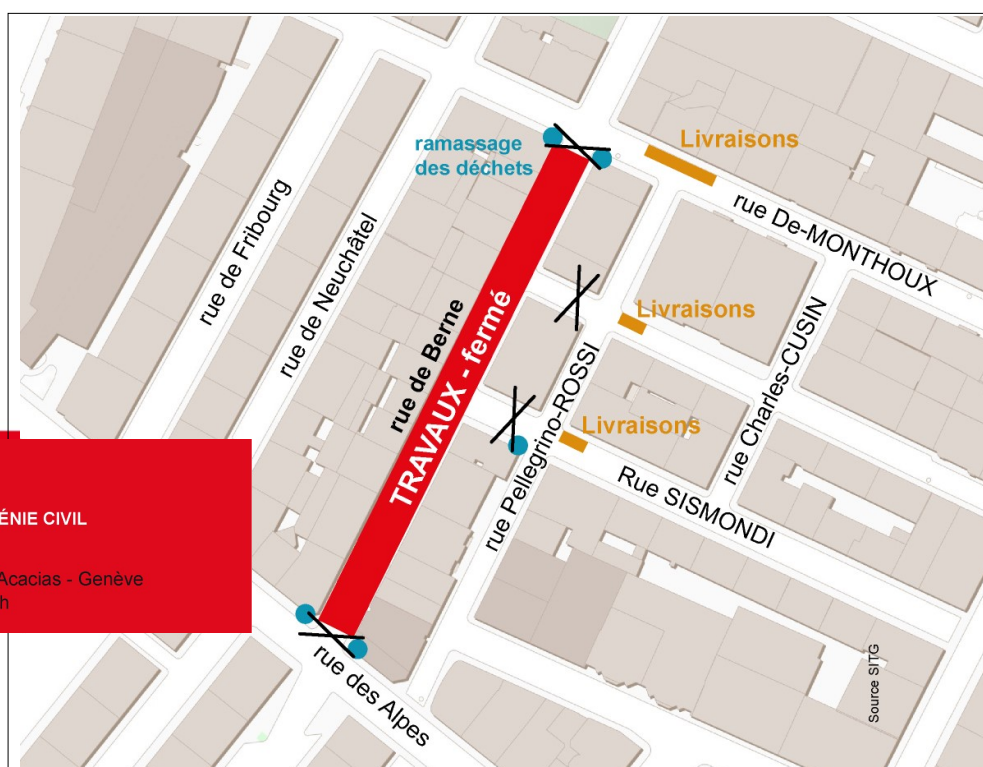 ramassage
des déchets
Livraisons
rue De-MONTHOUX
rue de Fribourg
rue de Neuchâtel
rue de Berne
TRAVAUX - fermé
Livraisons
rue Charles-CUSIN
rue Pellegrino-ROSSI
Livraisons
Rue SISMONDI
ÉNIE CIVIL
Acacias - Genève
h
rue des Alpes
Source SITG